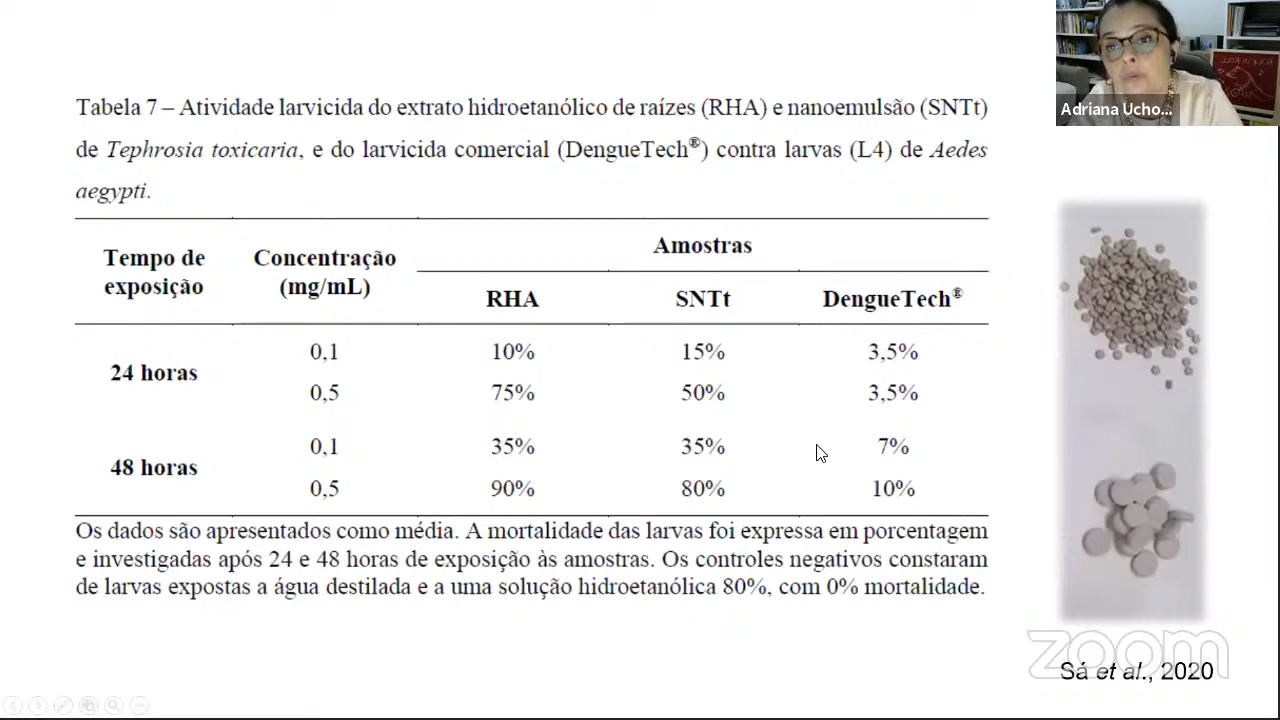 Adriana Ucho...
Tabela 7 – Atividade larvicida do extrato hidroetanólico de raízes (RHA) e nanoemulsão (SNTt)
de Tephrosia toxicaria, e do larvicida comercial (DengueTech®) contra larvas (L4) de Aedes
aegypti.
Tempo de exposição Concentração (mg/mL) Amostras
RHA SNTt DengueTech®
24 horas
0,1 10% 15% 3,5%
0,5 75% 50% 3,5%
48 horas
0,1 35% 35% 7%
0,5 90% 80% 10%
Os dados são apresentados como média. A mortalidade das larvas foi expressa em porcentagem
e investigadas após 24 e 48 horas de exposição às amostras. Os controles negativos constaram
de larvas expostas a água destilada e a uma solução hidroetanólica 80%, com 0% mortalidade.
zoom
Sá et al., 2020